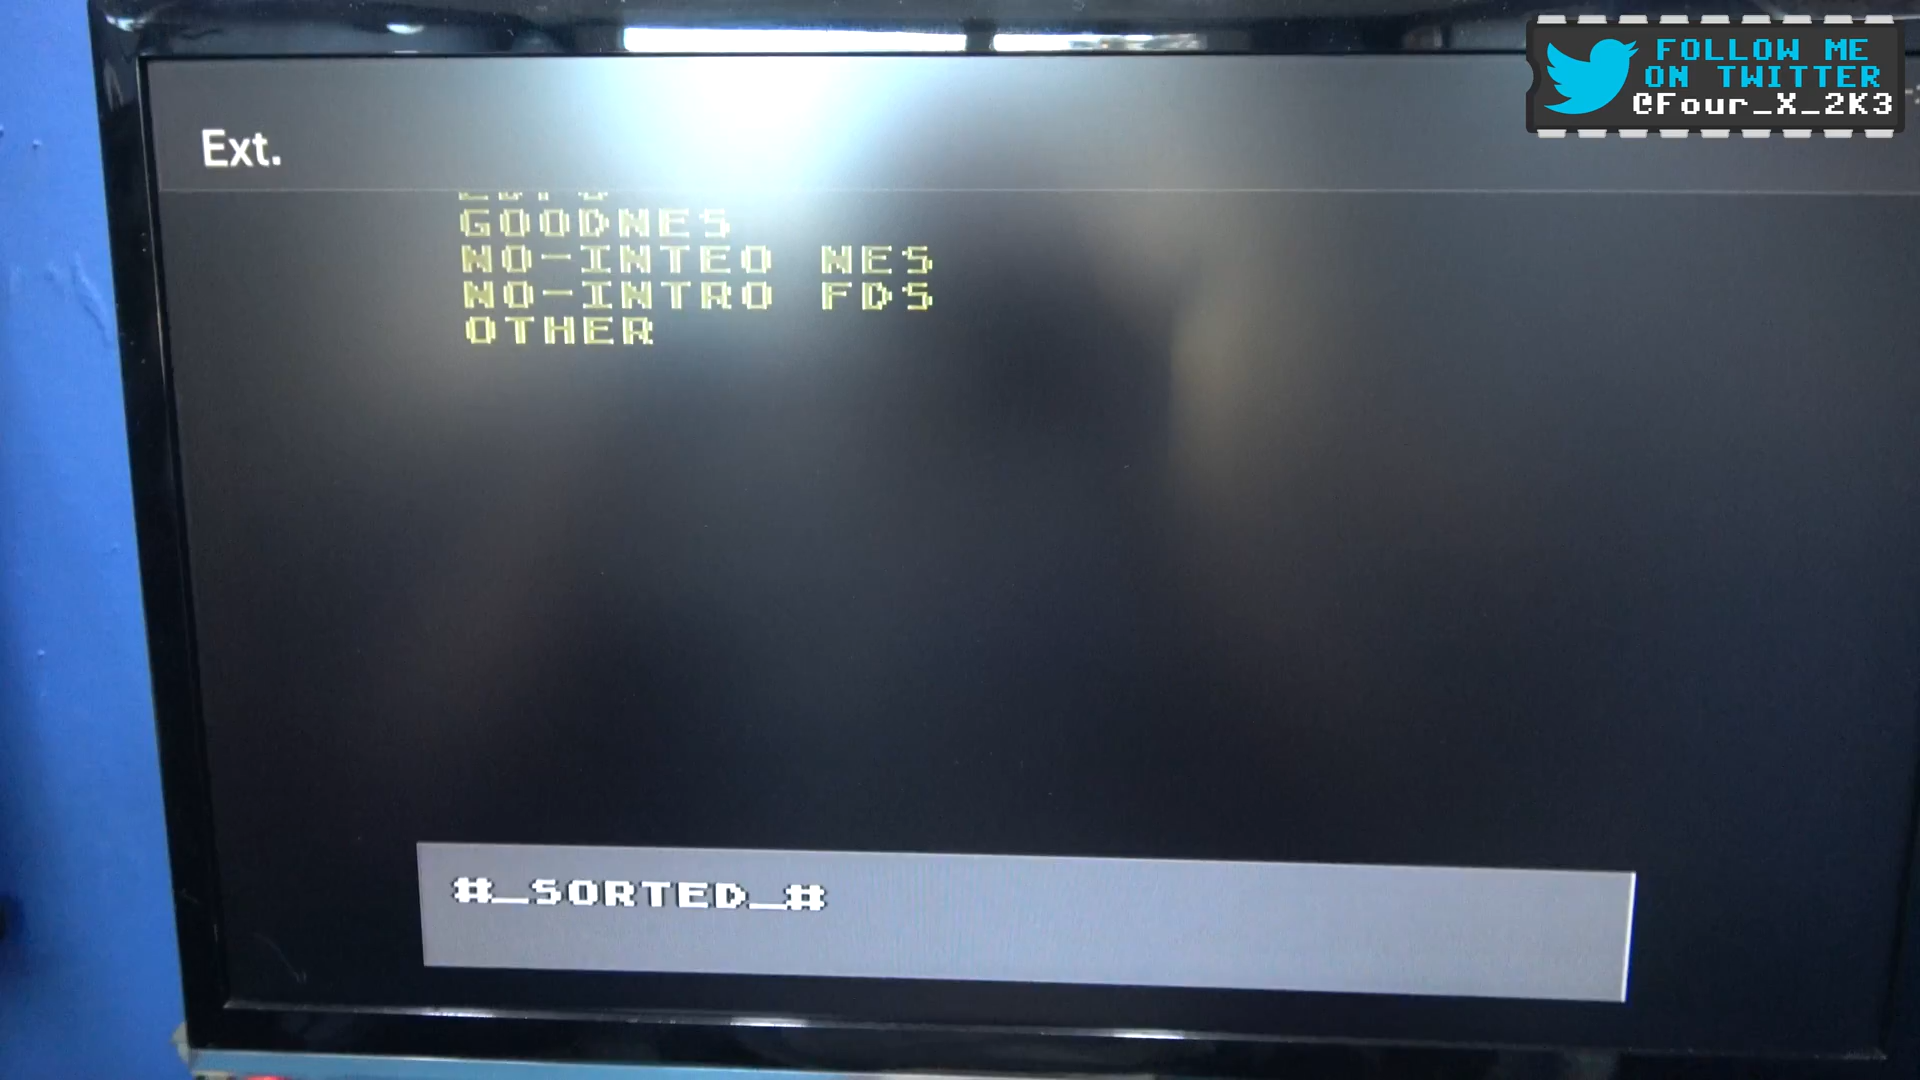 FOLLOW ME
ON TWITTER
@Four_X_2K3
Ext.
GOODNES
NO-INTEO NES
NO-INTRO FDS
OTHER
#_SORTED_#